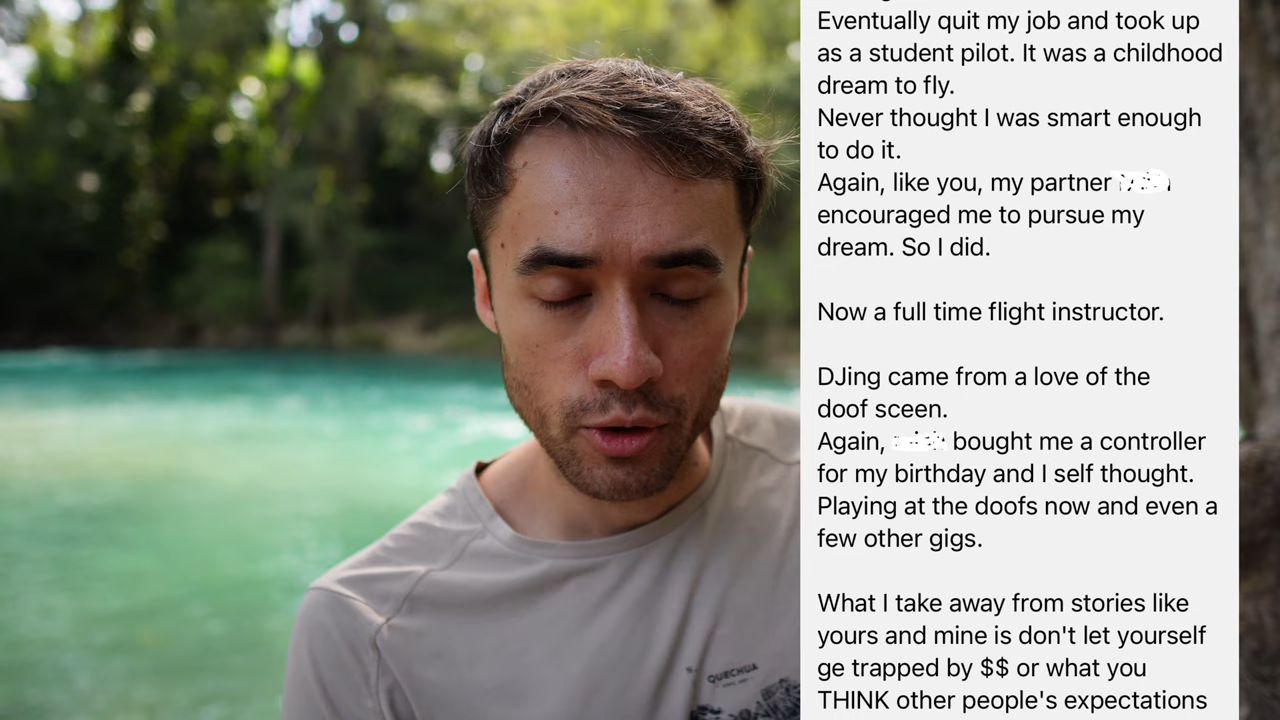 Eventually quit my job and took up
as a student pilot. It was a childhood
dream to fly.
Never thought I was smart enough
to do it.
Again, like you, my partner
encouraged me to pursue my
dream. So I did.
Now a full time flight instructor.
DJing came from a love of the
doof sceen.
Again, bought me a controller
for my birthday and I self thought.
Playing at the doofs now and even a
few other gigs.
What I take away from stories like
yours and mine is don't let yourself
ge trapped by $$ or what you
THINK other people's expectations
QUECHUA